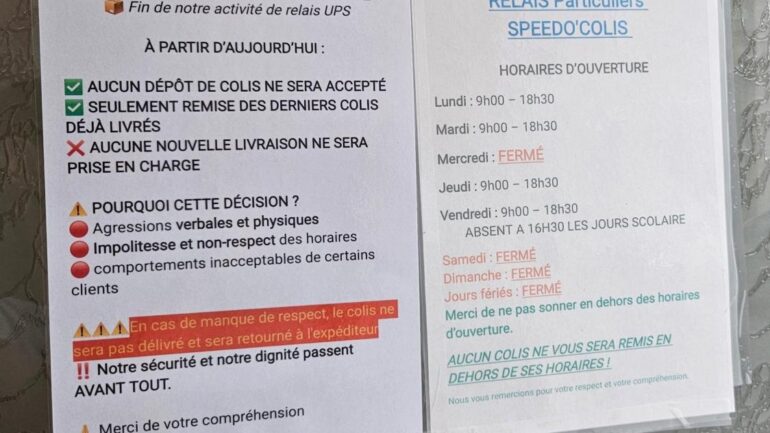 📦 Fin de notre activité de relais UPS
À PARTIR D'AUJOURD'HUI :
✅ AUCUN DÉPÔT DE COLIS NE SERA ACCEPTÉ
✅ SEULEMENT REMISE DES DERNIERS COLIS
DÉJÀ LIVRÉS
❌ AUCUNE NOUVELLE LIVRAISON NE SERA
PRISE EN CHARGE
⚠️ POURQUOI CETTE DÉCISION ?
🔴 Agressions verbales et physiques
🔴 Impolitesse et non-respect des horaires
🔴 comportements inacceptables de certains
clients
⚠️⚠️⚠️En cas de manque de respect, le colis ne
sera pas délivré et sera retourné à l'expéditeur
‼️ Notre sécurité et notre dignité passent
AVANT TOUT.
⚠️ Merci de votre compréhension
RELAIS Particuliers
SPEEDO'COLIS
HORAIRES D'OUVERTURE
Lundi : 9h00 – 18h30
Mardi : 9h00 – 18h30
Mercredi : FERMÉ
Jeudi : 9h00 – 18h30
Vendredi : 9h00 – 18h30
ABSENT A 16H30 LES JOURS SCOLAIRE
Samedi : FERMÉ
Dimanche : FERMÉ
Jours fériés : FERMÉ
Merci de ne pas sonner en dehors des horaires
d'ouverture.
AUCUN COLIS NE VOUS SERA REMIS EN
DEHORS DE SES HORAIRES !
Nous vous remercions pour votre respect et votre compréhension.